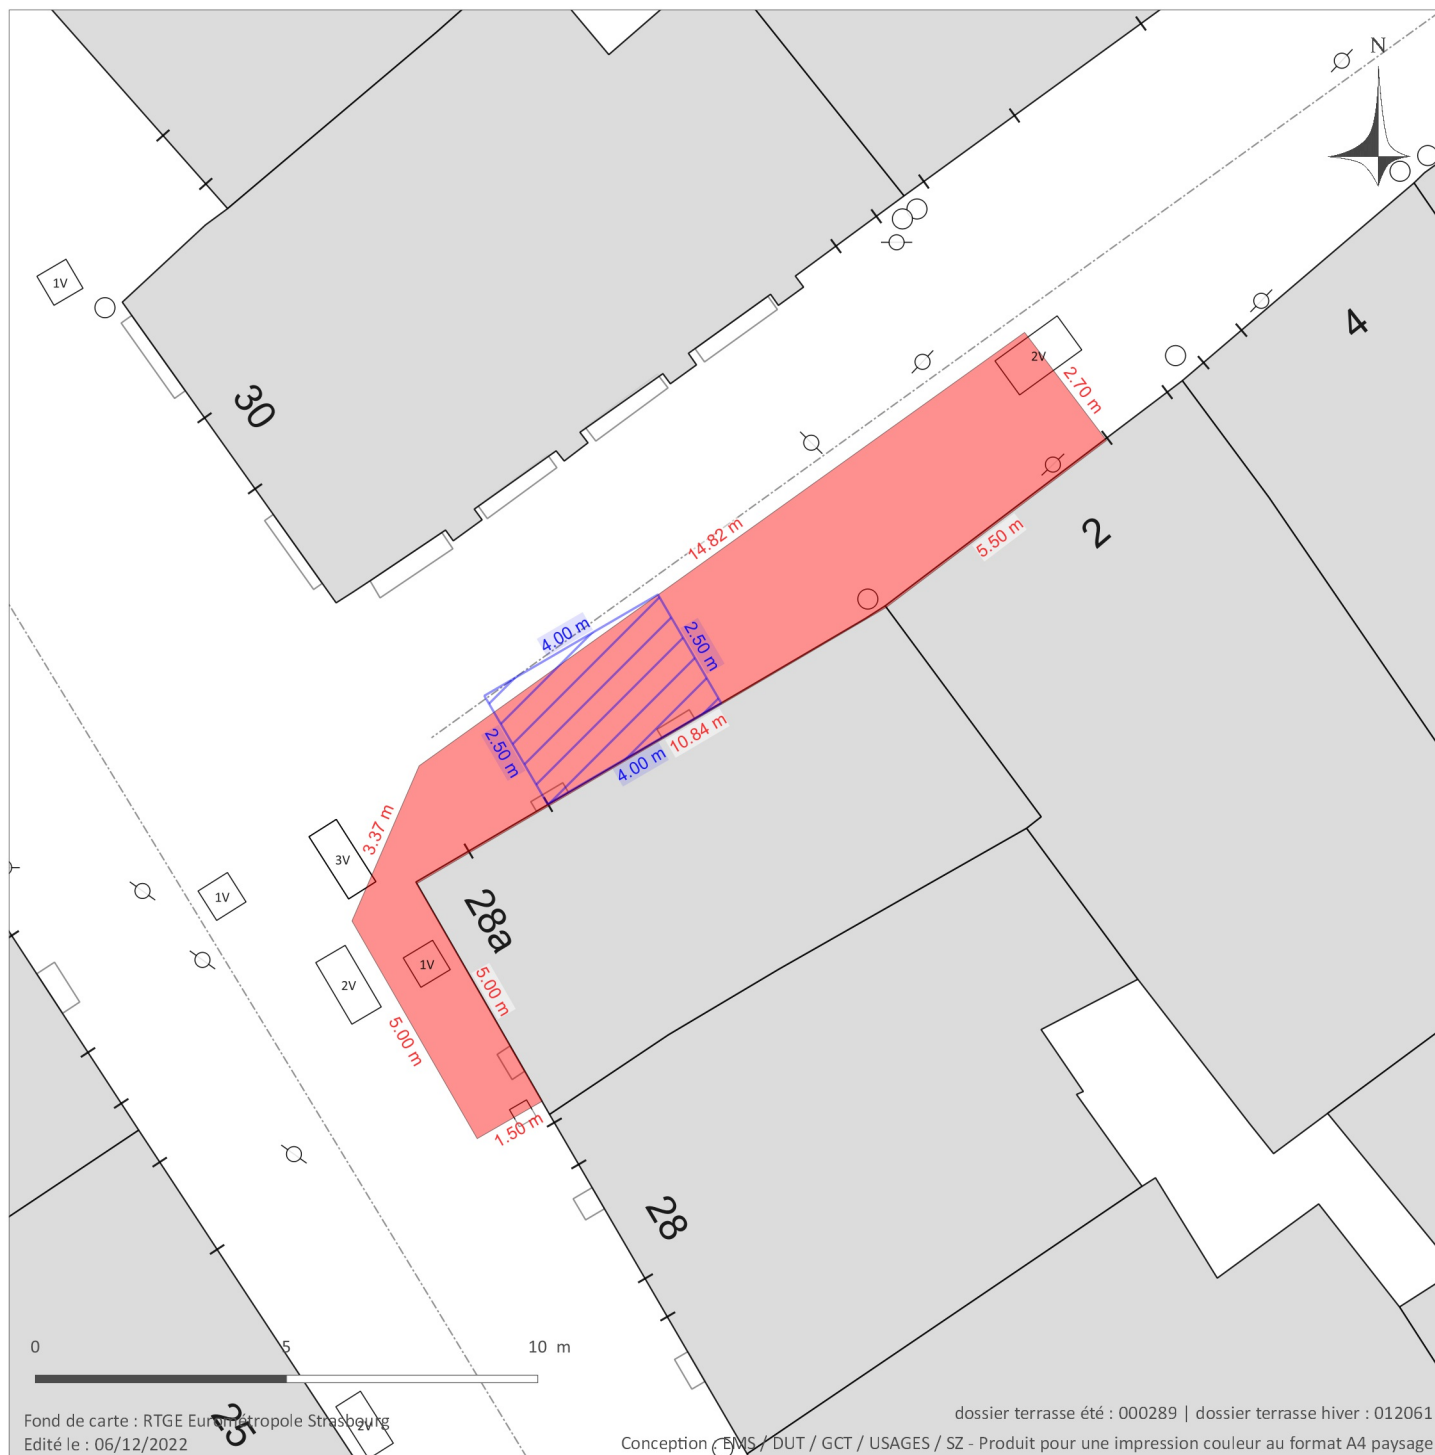 N
1V
4
30
2V
2.70 m
2
14.82 m
5.50 m
4.00 m
2.50 m
2.50 m
10.84 m
4.00 m
3.37 m
3V
1V
28a
1V
2V
5.00 m
5.00 m
1.50 m
28
0 5 10 m
25
2V
Fond de carte : RTGE Eurométropole Strasbourg
Edité le : 06/12/2022
dossier terrasse été : 000289 | dossier terrasse hiver : 012061
Conception : EMS / DUT / GCT / USAGES / SZ - Produit pour une impression couleur au format A4 paysage